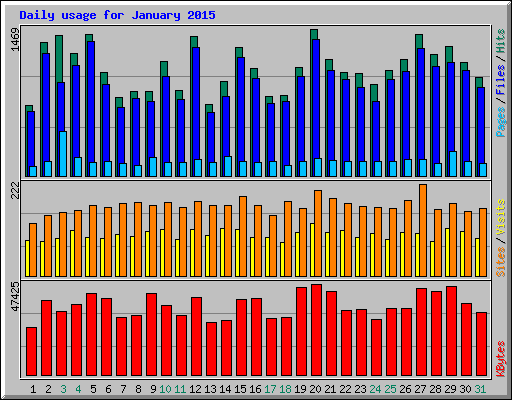 Daily usage for January 2015
1469
Pages / Files / Hits
222
Sites / Visits
47425
KBytes
1 2 3 4 5 6 7 8 9 10 11 12 13 14 15 16 17 18 19 20 21 22 23 24 25 26 27 28 29 30 31